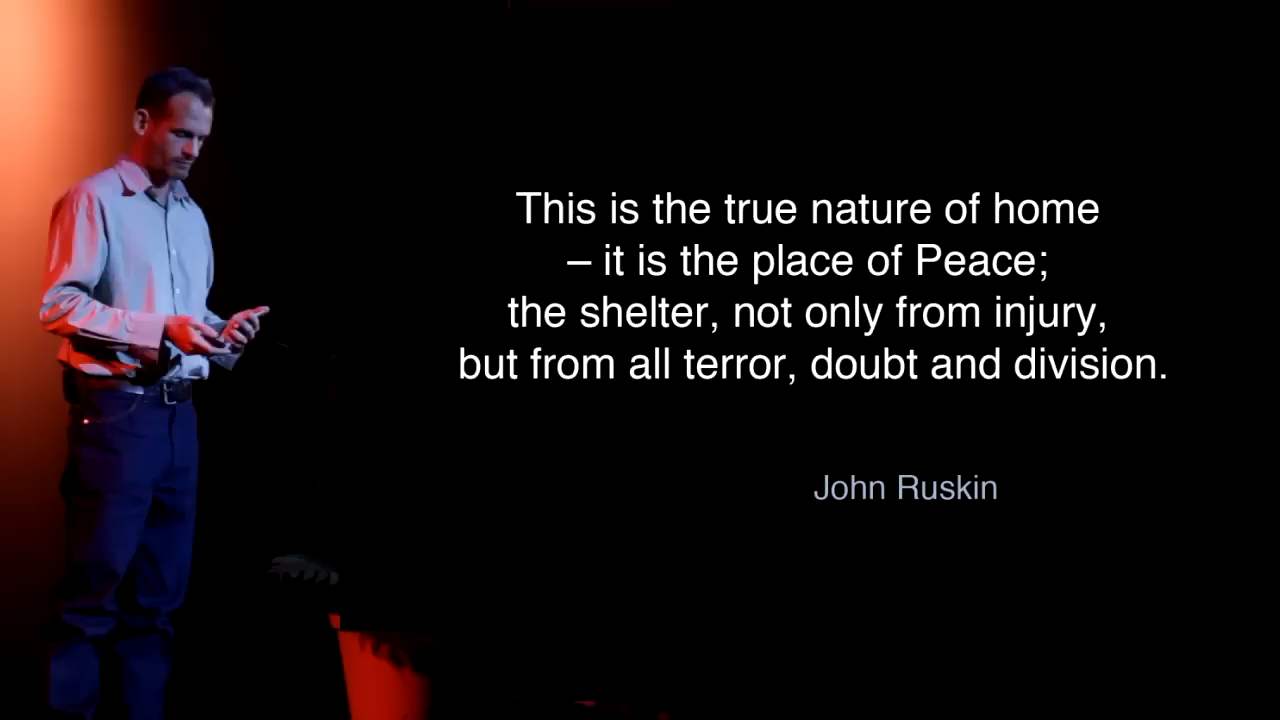 This is the true nature of home
– it is the place of Peace;
the shelter, not only from injury,
but from all terror, doubt and division.
John Ruskin